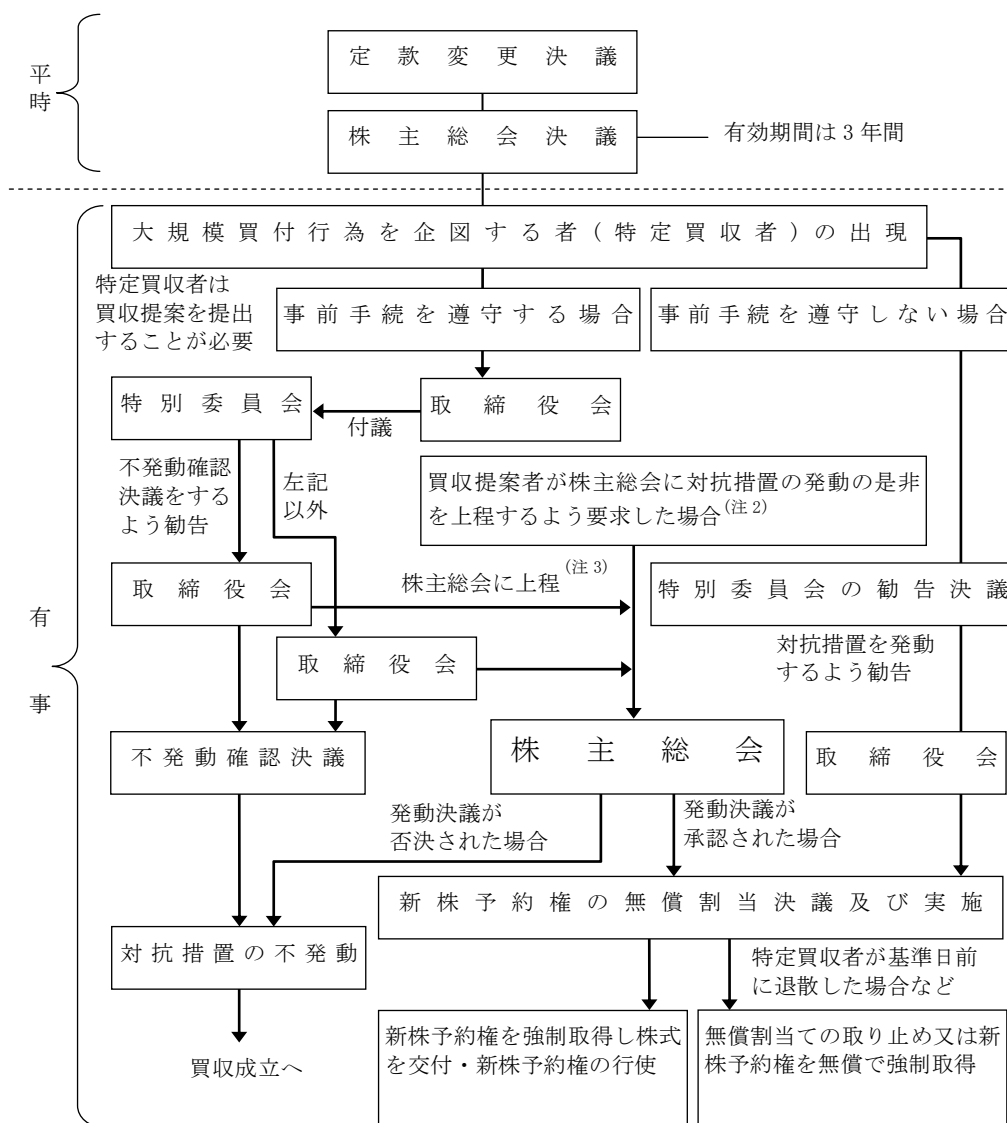 平
時
定款変更決議
株主総会決議
有効期間は3年間
大規模買付行為を企図する者(特定買収者)の出現
特定買収者は
買収提案を提出
することが必要
事前手続を遵守する場合
事前手続を遵守しない場合
特別委員会
付議
取締役会
不発動確認
決議をする
よう勧告
左記
以外
買収提案者が株主総会に対抗措置の発動の是非
を上程するよう要求した場合(注2)
取締役会
株主総会に上程(注3)
特別委員会の勧告決議
有
事
取締役会
対抗措置を発動
するよう勧告
不発動確認決議
株主総会
取締役会
発動決議が
否決された場合
発動決議が
承認された場合
新株予約権の無償割当決議及び実施
対抗措置の不発動
特定買収者が基準日前
に退散した場合など
買収成立へ
新株予約権を強制取得し株式
を交付・新株予約権の行使
無償割当ての取り止め又は新
株予約権を無償で強制取得